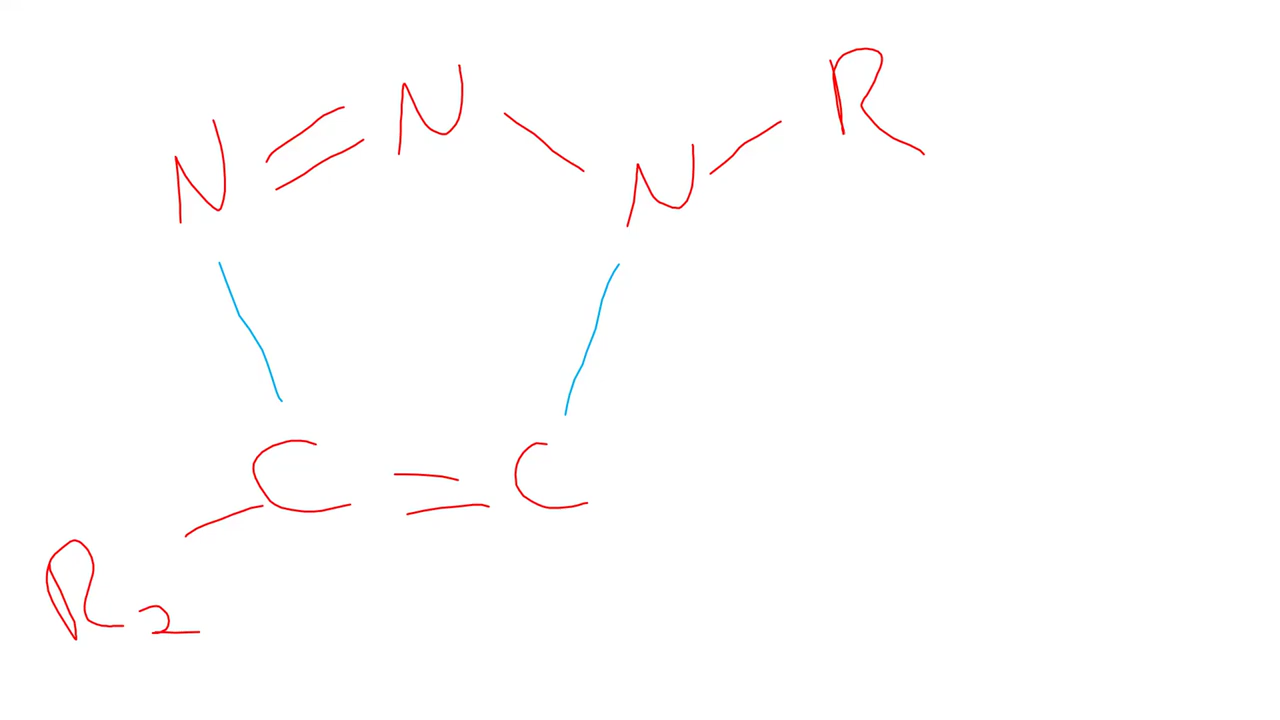 N = N - N - R
R2 - C = C